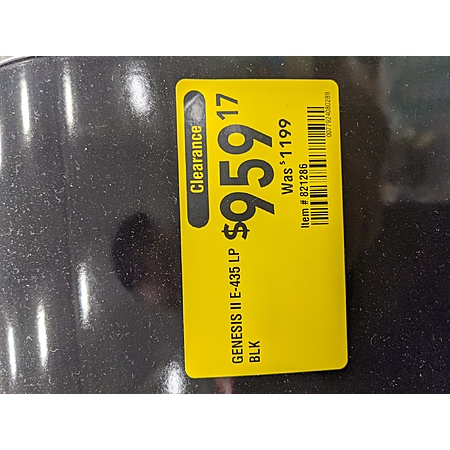 Clearance
$959 17
Was $1199
Item # 821286
GENESIS II E-435 LP
BLK